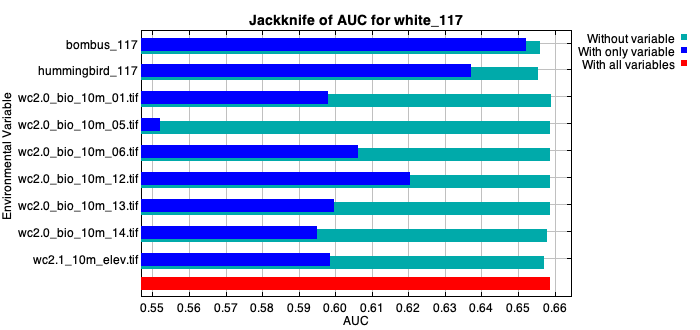 Jackknife of AUC for white_117
Without variable
With only variable
With all variables
Environmental Variable
bombus_117
hummingbird_117
wc2.0_bio_10m_01.tif
wc2.0_bio_10m_05.tif
wc2.0_bio_10m_06.tif
wc2.0_bio_10m_12.tif
wc2.0_bio_10m_13.tif
wc2.0_bio_10m_14.tif
wc2.1_10m_elev.tif
0.55 0.56 0.57 0.58 0.59 0.60 0.61 0.62 0.63 0.64 0.65 0.66
AUC